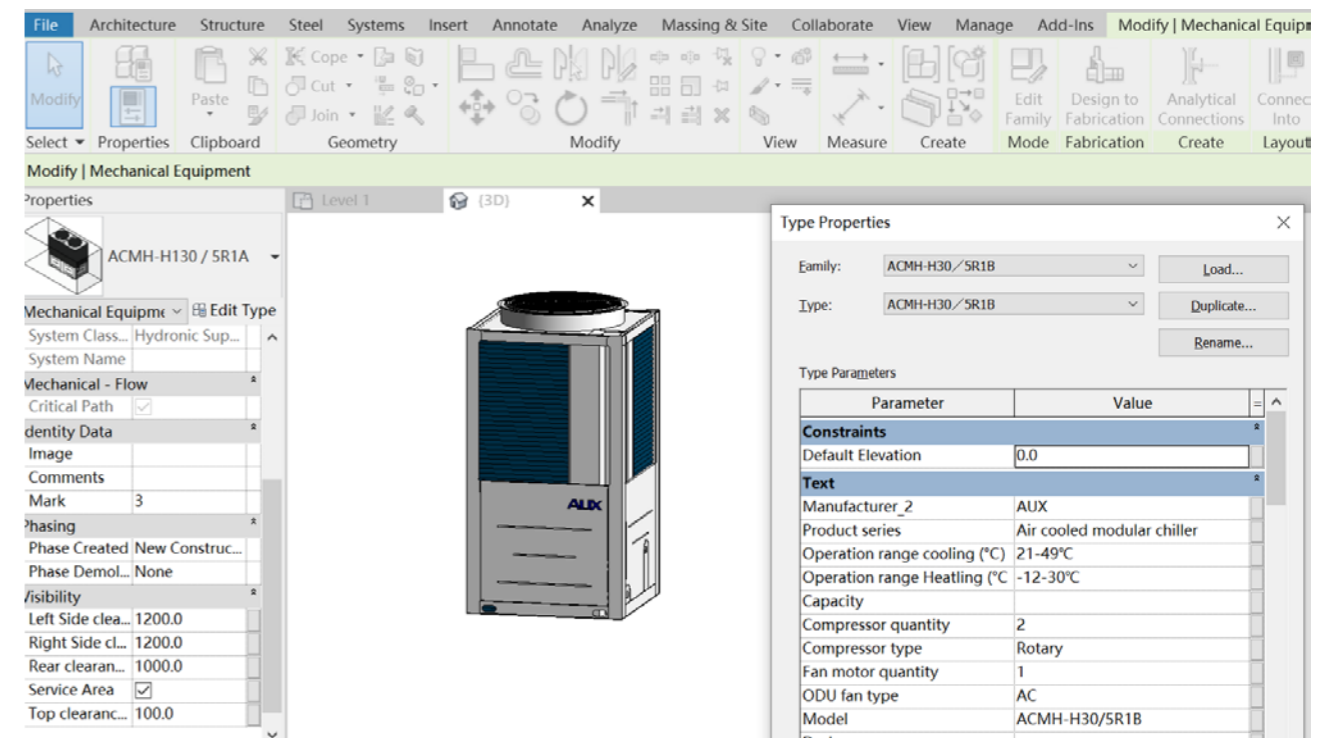 File Architecture Structure Steel Systems Insert Annotate Analyze Massing & Site Collaborate View Manage Add-Ins Modify | Mechanical Equip
Cope
Modify Paste Cut Edit Design to Analytical Connec
Join Family Fabrication Connections Into
Select Properties Clipboard Geometry Modify View Measure Create Mode Fabrication Create Layout
Modify | Mechanical Equipment
Properties
Level 1 {3D}
ACMH-H130 / 5R1A
Mechanical Equipme Edit Type
System Class... Hydronic Sup...
System Name
Mechanical - Flow
Critical Path
dentity Data
Image
Comments
Mark 3
Phasing
Phase Created New Construc...
Phase Demol... None
Visibility
Left Side clea... 1200.0
Right Side cl... 1200.0
Rear clearan... 1000.0
Service Area
Top clearanc... 100.0
AUX
Type Properties
Family: ACMH-H30/5R1B Load...
Type: ACMH-H30/5R1B Duplicate...
Rename...
Type Parameters
Parameter Value =
Constraints
Default Elevation 0.0
Text
Manufacturer_2 AUX
Product series Air cooled modular chiller
Operation range cooling (°C) 21-49℃
Operation range Heatling (°C -12-30℃
Capacity
Compressor quantity 2
Compressor type Rotary
Fan motor quantity 1
ODU fan type AC
Model ACMH-H30/5R1B